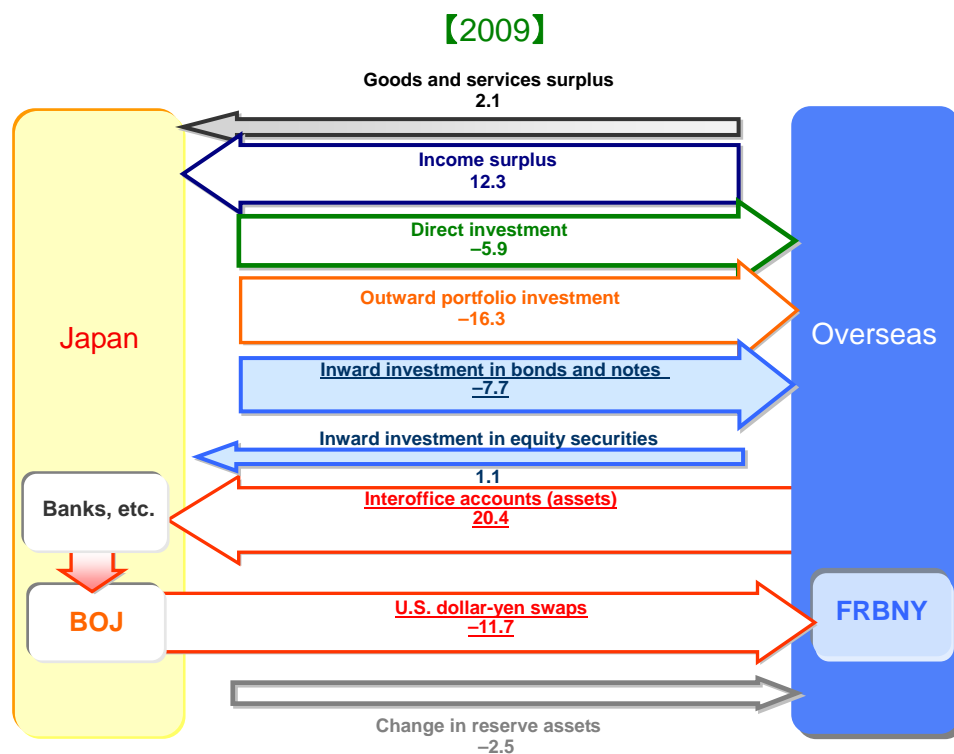 【2009】
Goods and services surplus
2.1
Income surplus
12.3
Direct investment
–5.9
Outward portfolio investment
–16.3
Japan
Overseas
Inward investment in bonds and notes
–7.7
Inward investment in equity securities
1.1
Interoffice accounts (assets)
20.4
Banks, etc.
U.S. dollar-yen swaps
–11.7
BOJ
FRBNY
Change in reserve assets
–2.5